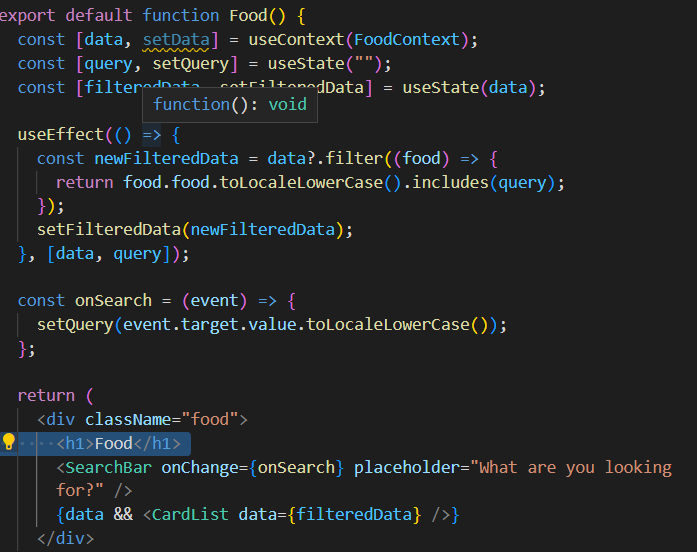 export default function Food() {
const [data, setData] = useContext(FoodContext);
const [query, setQuery] = useState("");
const [filteredData, setFilteredData] = useState(data);
function(): void
useEffect(() => {
const newFilteredData = data?.filter((food) => {
return food.food.toLocaleLowerCase().includes(query);
});
setFilteredData(newFilteredData);
}, [data, query]);
const onSearch = (event) => {
setQuery(event.target.value.toLocaleLowerCase());
};
return (
<div className="food">
<h1>Food</h1>
<SearchBar onChange={onSearch} placeholder="What are you looking
for?" />
{data && <CardList data={filteredData} />}
</div>